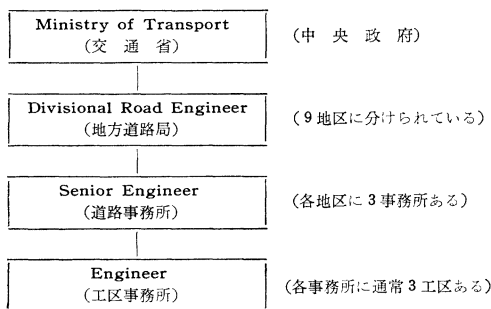 Ministry of Transport
(交通省)
(中央政府)
Divisional Road Engineer
(地方道路局)
(9地区に分けられている)
Senior Engineer
(道路事務所)
(各地区に3事務所ある)
Engineer
(工区事務所)
(各事務所に通常3工区ある)